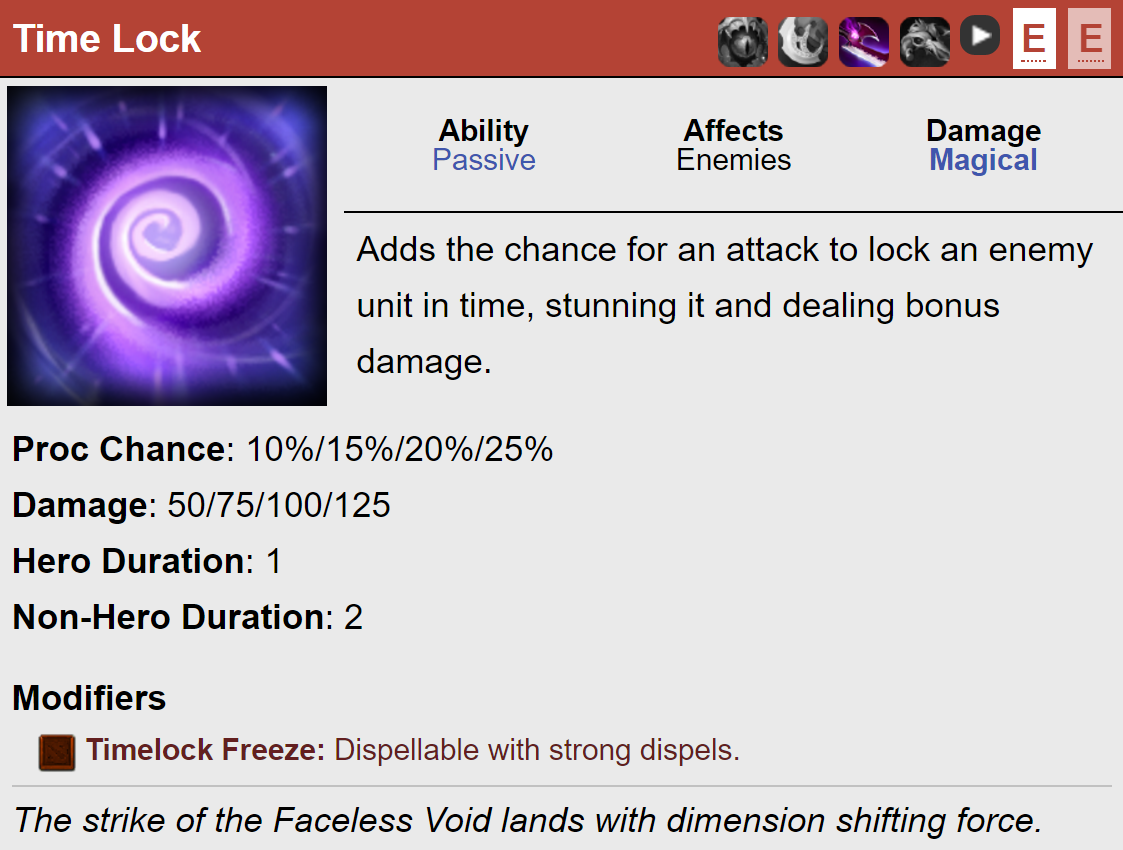 Time Lock E E
Ability Affects Damage
Passive Enemies Magical
Adds the chance for an attack to lock an enemy
unit in time, stunning it and dealing bonus
damage.
Proc Chance: 10%/15%/20%/25%
Damage: 50/75/100/125
Hero Duration: 1
Non-Hero Duration: 2
Modifiers
Timelock Freeze: Dispellable with strong dispels.
The strike of the Faceless Void lands with dimension shifting force.